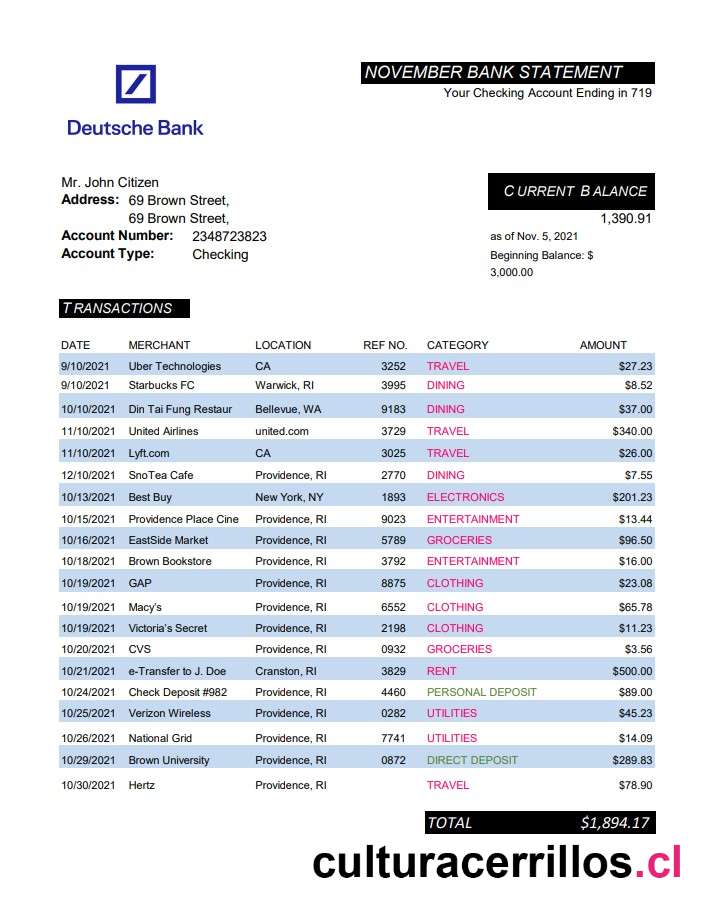 NOVEMBER BANK STATEMENT
Your Checking Account Ending in 719
Deutsche Bank
Mr. John Citizen
Address: 69 Brown Street,
69 Brown Street,
Account Number: 2348723823
Account Type: Checking
CURRENT BALANCE
1,390.91
as of Nov. 5, 2021
Beginning Balance: $
3,000.00
TRANSACTIONS
DATE MERCHANT LOCATION REF NO. CATEGORY AMOUNT
9/10/2021 Uber Technologies CA 3252 TRAVEL $27.23
9/10/2021 Starbucks FC Warwick, RI 3995 DINING $8.52
10/10/2021 Din Tai Fung Restaur Bellevue, WA 9183 DINING $37.00
11/10/2021 United Airlines united.com 3729 TRAVEL $340.00
11/10/2021 Lyft.com CA 3025 TRAVEL $26.00
12/10/2021 SnoTea Cafe Providence, RI 2770 DINING $7.55
10/13/2021 Best Buy New York, NY 1893 ELECTRONICS $201.23
10/15/2021 Providence Place Cine Providence, RI 9023 ENTERTAINMENT $13.44
10/16/2021 EastSide Market Providence, RI 5789 GROCERIES $96.50
10/18/2021 Brown Bookstore Providence, RI 3792 ENTERTAINMENT $16.00
10/19/2021 GAP Providence, RI 8875 CLOTHING $23.08
10/19/2021 Macy's Providence, RI 6552 CLOTHING $65.78
10/19/2021 Victoria's Secret Providence, RI 2198 CLOTHING $11.23
10/20/2021 CVS Providence, RI 0932 GROCERIES $3.56
10/21/2021 e-Transfer to J. Doe Cranston, RI 3829 RENT $500.00
10/24/2021 Check Deposit #982 Providence, RI 4460 PERSONAL DEPOSIT $89.00
10/25/2021 Verizon Wireless Providence, RI 0282 UTILITIES $45.23
10/26/2021 National Grid Providence, RI 7741 UTILITIES $14.09
10/29/2021 Brown University Providence, RI 0872 DIRECT DEPOSIT $289.83
10/30/2021 Hertz Providence, RI TRAVEL $78.90
TOTAL $1,894.17
culturacerrillos.cl